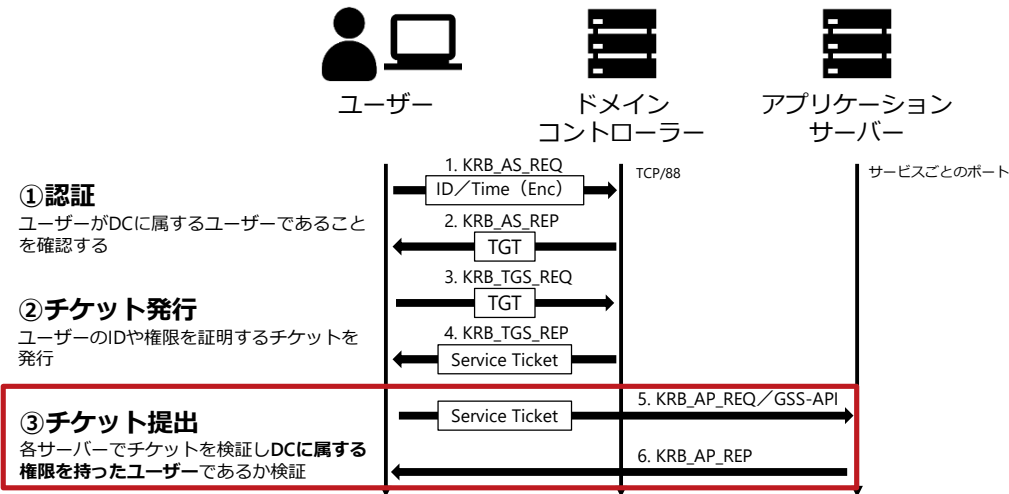 ユーザー
ドメイン
コントローラー
アプリケーション
サーバー
TCP/88
サービスごとのポート
①認証
ユーザーがDCに属するユーザーであること
を確認する
1. KRB_AS_REQ
ID／Time（Enc）
2. KRB_AS_REP
TGT
②チケット発行
ユーザーのIDや権限を証明するチケットを
発行
3. KRB_TGS_REQ
TGT
4. KRB_TGS_REP
Service Ticket
③チケット提出
各サーバーでチケットを検証しDCに属する
権限を持ったユーザーであるか検証
Service Ticket
5. KRB_AP_REQ／GSS-API
6. KRB_AP_REP